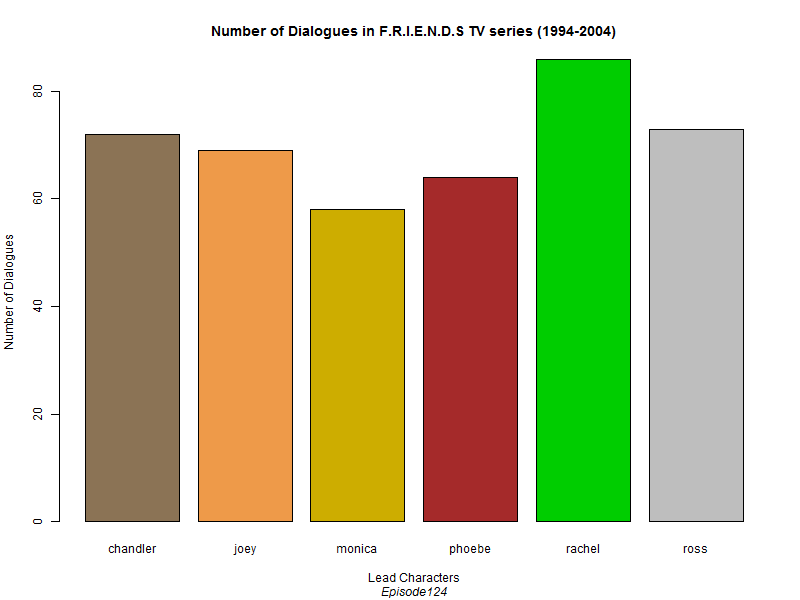 Number of Dialogues in F.R.I.E.N.D.S TV series (1994-2004)
Number of Dialogues
80
60
40
20
0
chandler joey monica phoebe rachel ross
Lead Characters
Episode124